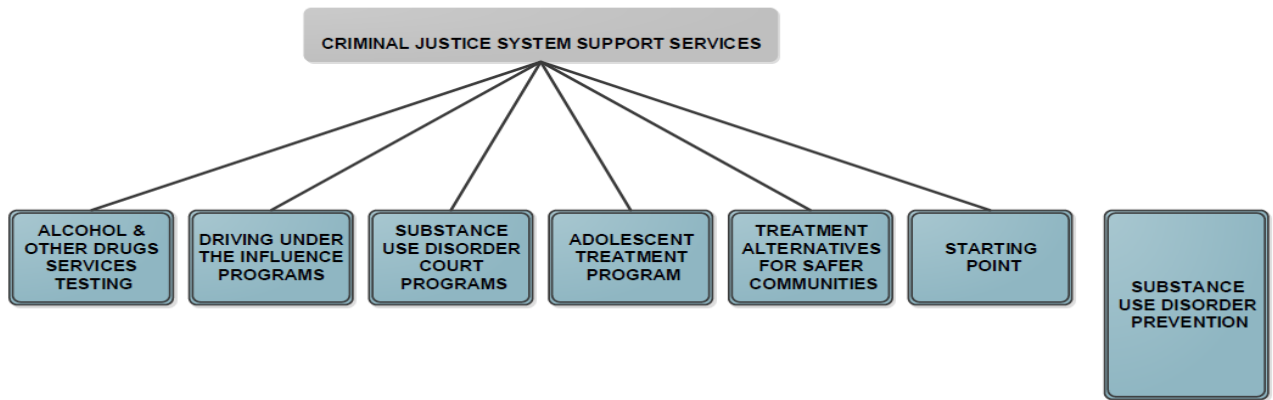 CRIMINAL JUSTICE SYSTEM SUPPORT SERVICES
ALCOHOL &
OTHER DRUGS
SERVICES
TESTING
DRIVING UNDER
THE INFLUENCE
PROGRAMS
SUBSTANCE
USE DISORDER
COURT
PROGRAMS
ADOLESCENT
TREATMENT
PROGRAM
TREATMENT
ALTERNATIVES
FOR SAFER
COMMUNITIES
STARTING
POINT
SUBSTANCE
USE DISORDER
PREVENTION